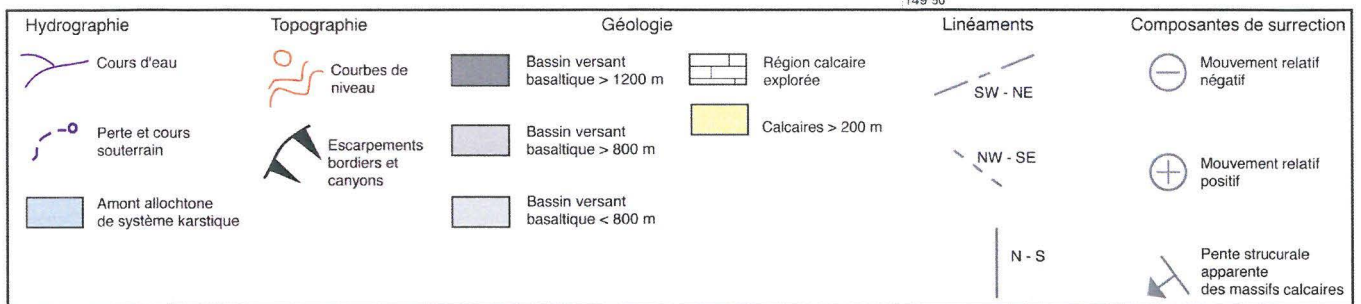 149°50'
Hydrographie
Cours d'eau
Perte et cours
souterrain
Amont allochtone
de système karstique
Topographie
Courbes de
niveau
Escarpements
bordiers et
canyons
Géologie
Bassin versant
basaltique > 1200 m
Bassin versant
basaltique > 800 m
Bassin versant
basaltique < 800 m
Région calcaire
explorée
Calcaires > 200 m
Linéaments
SW - NE
NW - SE
N - S
Composantes de surrection
Mouvement relatif
négatif
Mouvement relatif
positif
Pente strucurale
apparente
des massifs calcaires